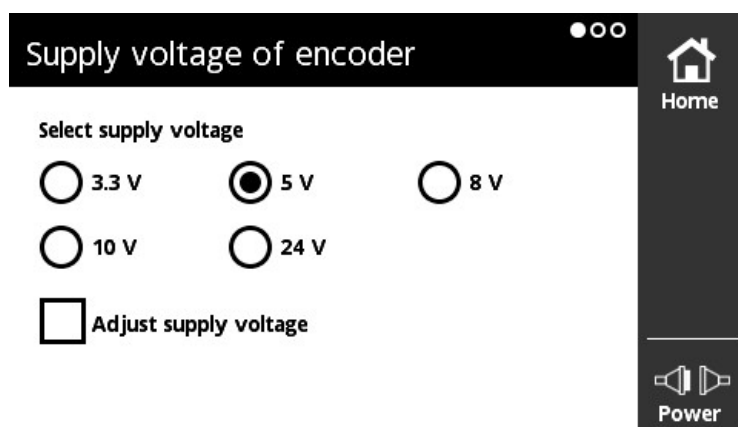 Supply voltage of encoder
Home
Select supply voltage
3.3 V 5 V 8 V
10 V 24 V
Adjust supply voltage
Power